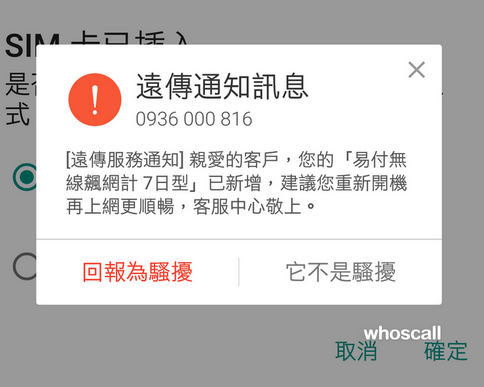 SIM 卡已插入
是否
遠傳通知訊息
0936 000 816
式
[遠傳服務通知] 親愛的客戶，您的「易付無
線飆網計 7日型」已新增，建議您重新開機
再上網更順暢，客服中心敬上。
回報為騷擾
它不是騷擾
whoscall
取消
確定